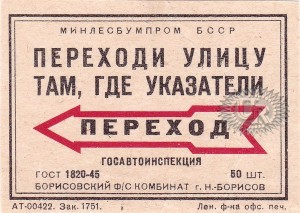 МИНЛЕСБУМПРОМ БССР
ПЕРЕХОДИ УЛИЦУ
ТАМ, ГДЕ УКАЗАТЕЛИ
ПЕРЕХОД
ГОСАВТОИНСПЕКЦИЯ
ГОСТ 1820-45 50 ШТ.
БОРИСОВСКИЙ Ф/С КОМБИНАТ г. Н-БОРИСОВ
АТ-00422. Зак. 1751. Лен. ф-ка офс. печ.